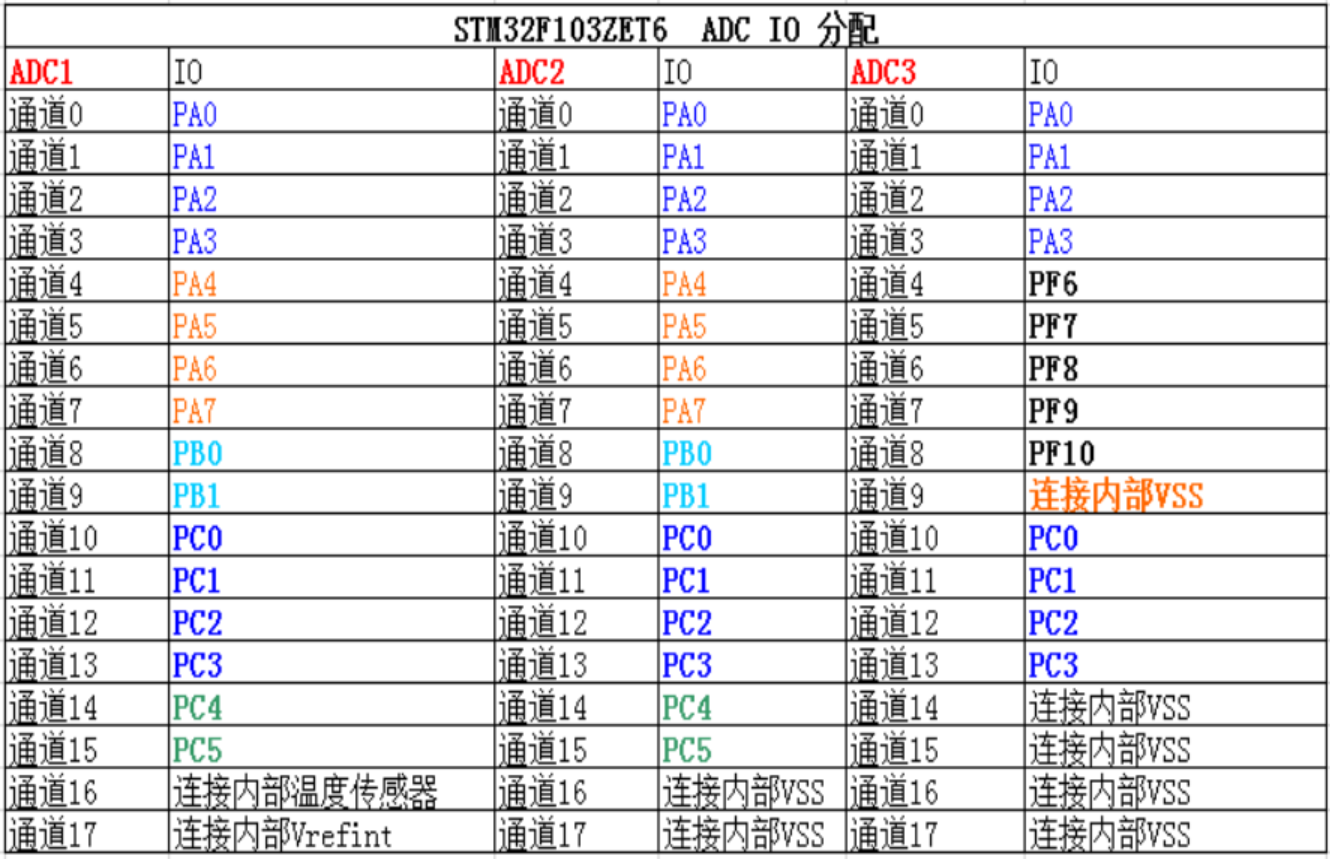 STM32F103ZET6 ADC IO 分配
ADC1 IO ADC2 IO ADC3 IO
通道0 PA0 通道0 PA0 通道0 PA0
通道1 PA1 通道1 PA1 通道1 PA1
通道2 PA2 通道2 PA2 通道2 PA2
通道3 PA3 通道3 PA3 通道3 PA3
通道4 PA4 通道4 PA4 通道4 PF6
通道5 PA5 通道5 PA5 通道5 PF7
通道6 PA6 通道6 PA6 通道6 PF8
通道7 PA7 通道7 PA7 通道7 PF9
通道8 PB0 通道8 PB0 通道8 PF10
通道9 PB1 通道9 PB1 通道9 连接内部VSS
通道10 PC0 通道10 PC0 通道10 PC0
通道11 PC1 通道11 PC1 通道11 PC1
通道12 PC2 通道12 PC2 通道12 PC2
通道13 PC3 通道13 PC3 通道13 PC3
通道14 PC4 通道14 PC4 通道14 连接内部VSS
通道15 PC5 通道15 PC5 通道15 连接内部VSS
通道16 连接内部温度传感器 通道16 连接内部VSS 通道16 连接内部VSS
通道17 连接内部Vrefint 通道17 连接内部VSS 通道17 连接内部VSS